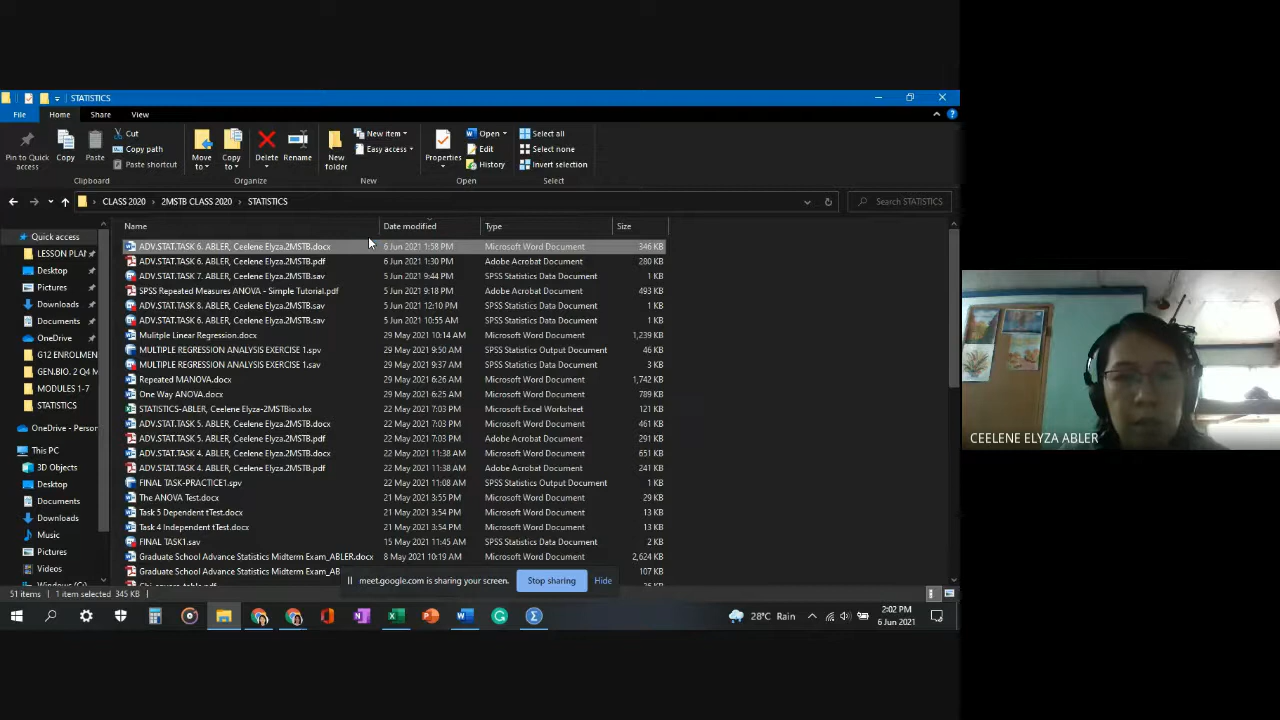 STATISTICS
File Home Share View
Pin to Quick access
Copy
Paste
Cut
Copy path
Paste shortcut
Move to
Copy to
Delete
Rename
New folder
New item
Easy access
Properties
Open
Edit
History
Select all
Select none
Invert selection
Clipboard Organize New Open Select
CLASS 2020 > 2MSTB CLASS 2020 > STATISTICS
Search STATISTICS
Name Date modified Type Size
Quick access
LESSON PLAN
Desktop
Pictures
Downloads
Documents
OneDrive
G12 ENROLMEN
GEN.BIO. 2 Q4 M
MODULES 1-7
STATISTICS
OneDrive - Person
This PC
3D Objects
Desktop
Documents
Downloads
Music
Pictures
Videos
ADV.STAT.TASK 6. ABLER, Ceelene Elyza.2MSTB.docx 6 Jun 2021 1:58 PM Microsoft Word Document 346 KB
ADV.STAT.TASK 6. ABLER, Ceelene Elyza.2MSTB.pdf 6 Jun 2021 1:30 PM Adobe Acrobat Document 280 KB
ADV.STAT.TASK 7. ABLER, Ceelene Elyza.2MSTB.sav 5 Jun 2021 9:44 PM SPSS Statistics Data Document 1 KB
SPSS Repeated Measures ANOVA - Simple Tutorial.pdf 5 Jun 2021 9:18 PM Adobe Acrobat Document 493 KB
ADV.STAT.TASK 8. ABLER, Ceelene Elyza.2MSTB.sav 5 Jun 2021 12:10 PM SPSS Statistics Data Document 1 KB
ADV.STAT.TASK 6. ABLER, Ceelene Elyza.2MSTB.sav 5 Jun 2021 10:55 AM SPSS Statistics Data Document 1 KB
Mulitple Linear Regression.docx 29 May 2021 10:14 AM Microsoft Word Document 1,239 KB
MULTIPLE REGRESSION ANALYSIS EXERCISE 1.spv 29 May 2021 9:50 AM SPSS Statistics Output Document 46 KB
MULTIPLE REGRESSION ANALYSIS EXERCISE 1.sav 29 May 2021 9:37 AM SPSS Statistics Data Document 3 KB
Repeated MANOVA.docx 29 May 2021 6:26 AM Microsoft Word Document 1,742 KB
One Way ANOVA.docx 29 May 2021 6:25 AM Microsoft Word Document 789 KB
STATISTICS-ABLER, Ceelene Elyza-2MSTBio.xlsx 22 May 2021 7:03 PM Microsoft Excel Worksheet 121 KB
ADV.STAT.TASK 5. ABLER, Ceelene Elyza.2MSTB.docx 22 May 2021 7:03 PM Microsoft Word Document 461 KB
ADV.STAT.TASK 5. ABLER, Ceelene Elyza.2MSTB.pdf 22 May 2021 7:03 PM Adobe Acrobat Document 291 KB
ADV.STAT.TASK 4. ABLER, Ceelene Elyza.2MSTB.docx 22 May 2021 11:38 AM Microsoft Word Document 651 KB
ADV.STAT.TASK 4. ABLER, Ceelene Elyza.2MSTB.pdf 22 May 2021 11:38 AM Adobe Acrobat Document 241 KB
FINAL TASK-PRACTICE1.spv 22 May 2021 11:08 AM SPSS Statistics Output Document 1 KB
The ANOVA Test.docx 21 May 2021 3:55 PM Microsoft Word Document 29 KB
Task 5 Dependent tTest.docx 21 May 2021 3:54 PM Microsoft Word Document 13 KB
Task 4 Independent tTest.docx 21 May 2021 3:54 PM Microsoft Word Document 13 KB
FINAL TASK1.sav 15 May 2021 11:45 AM SPSS Statistics Data Document 2 KB
Graduate School Advance Statistics Midterm Exam_ABLER.docx 8 May 2021 10:19 AM Microsoft Word Document 2,624 KB
Graduate School Advance Statistics Midterm Exam_AB Adobe Acrobat Document 107 KB
meet.google.com is sharing your screen. Stop sharing Hide
51 items 1 item selected 345 KB
28°C Rain
2:02 PM
6 Jun 2021
CEELENE ELYZA ABLER